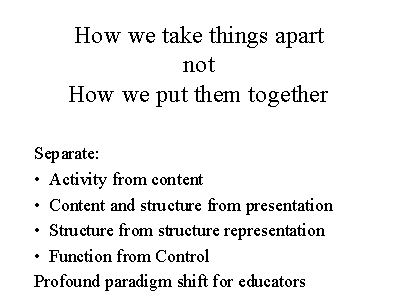 How we take things apart
not
How we put them together
Separate:
• Activity from content
• Content and structure from presentation
• Structure from structure representation
• Function from Control
Profound paradigm shift for educators